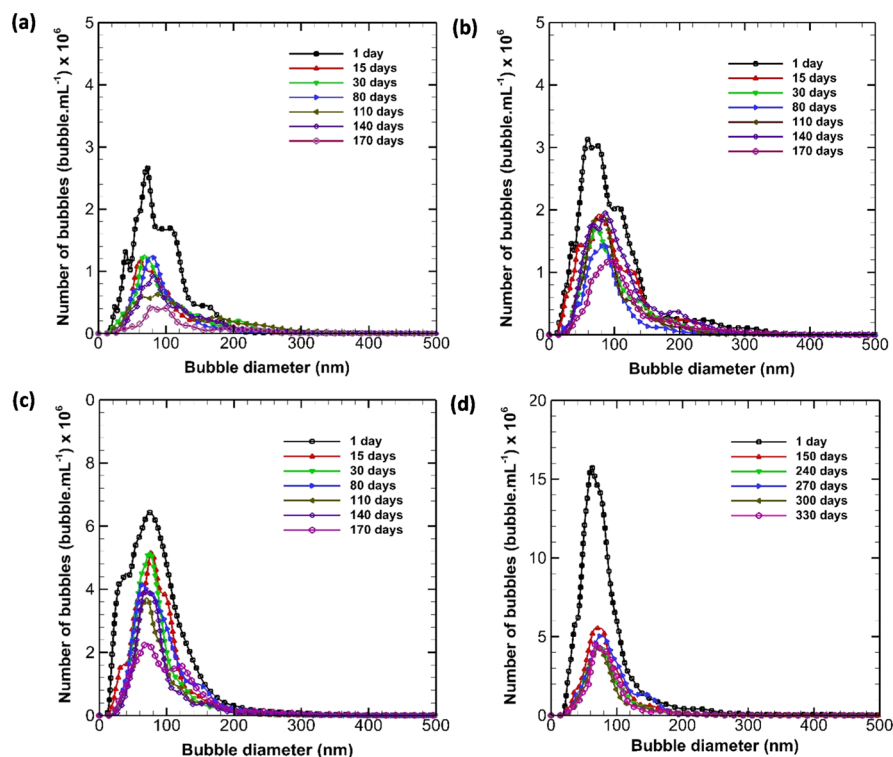 (a)
Number of bubbles (bubble.mL⁻¹) x 10⁶
5
4
3
2
1
0
1 day
15 days
30 days
80 days
110 days
140 days
170 days
0 100 200 300 400 500
Bubble diameter (nm)
(b)
Number of bubbles (bubble.mL⁻¹) x 10⁶
5
4
3
2
1
0
1 day
15 days
30 days
80 days
110 days
140 days
170 days
0 100 200 300 400 500
Bubble diameter (nm)
(c)
Number of bubbles (bubble.mL⁻¹) x 10⁶
0
8
6
4
2
0
1 day
15 days
30 days
80 days
110 days
140 days
170 days
0 100 200 300 400 500
Bubble diameter (nm)
(d)
Number of bubbles (bubble.mL⁻¹) x 10⁶
20
15
10
5
0
1 day
150 days
240 days
270 days
300 days
330 days
0 100 200 300 400 500
Bubble diameter (nm)